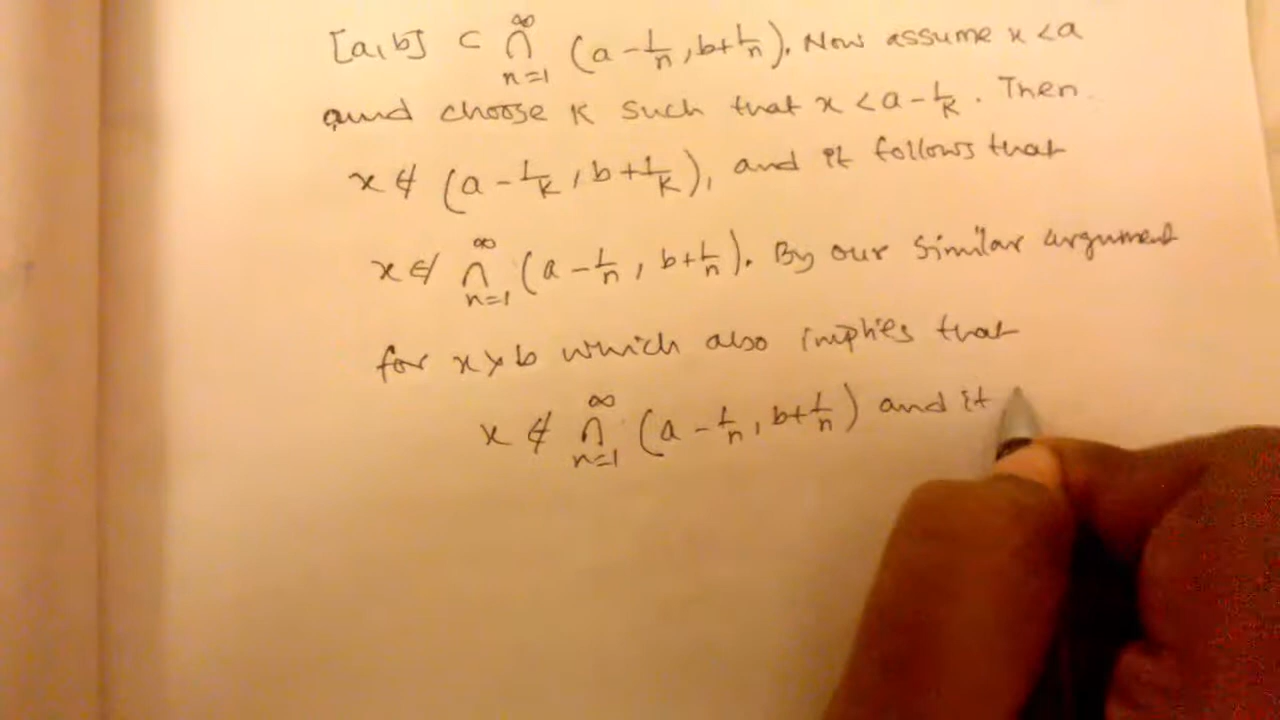 [a,b] ⊂ ∞∩n=1 (a - 1/n, b + 1/n). Now assume x < a
and choose K such that x < a - 1/K. Then
x ∉ (a - 1/K, b + 1/K), and it follows that
x ∉ ∞∩n=1 (a - 1/n, b + 1/n). By our similar argument
for x > b which also implies that
x ∉ ∞∩n=1 (a - 1/n, b + 1/n) and it